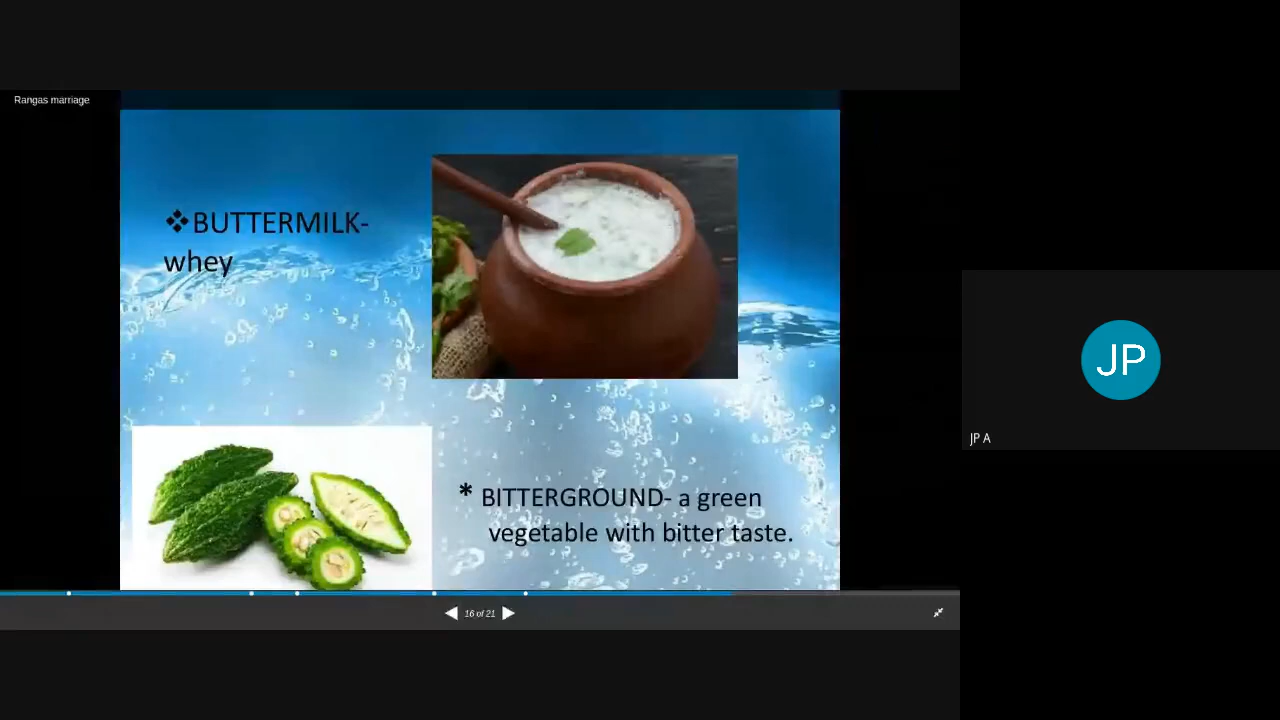 Rangas marriage
❖BUTTERMILK-
whey
* BITTERGROUND- a green
vegetable with bitter taste.
16 of 21
JP
JP A